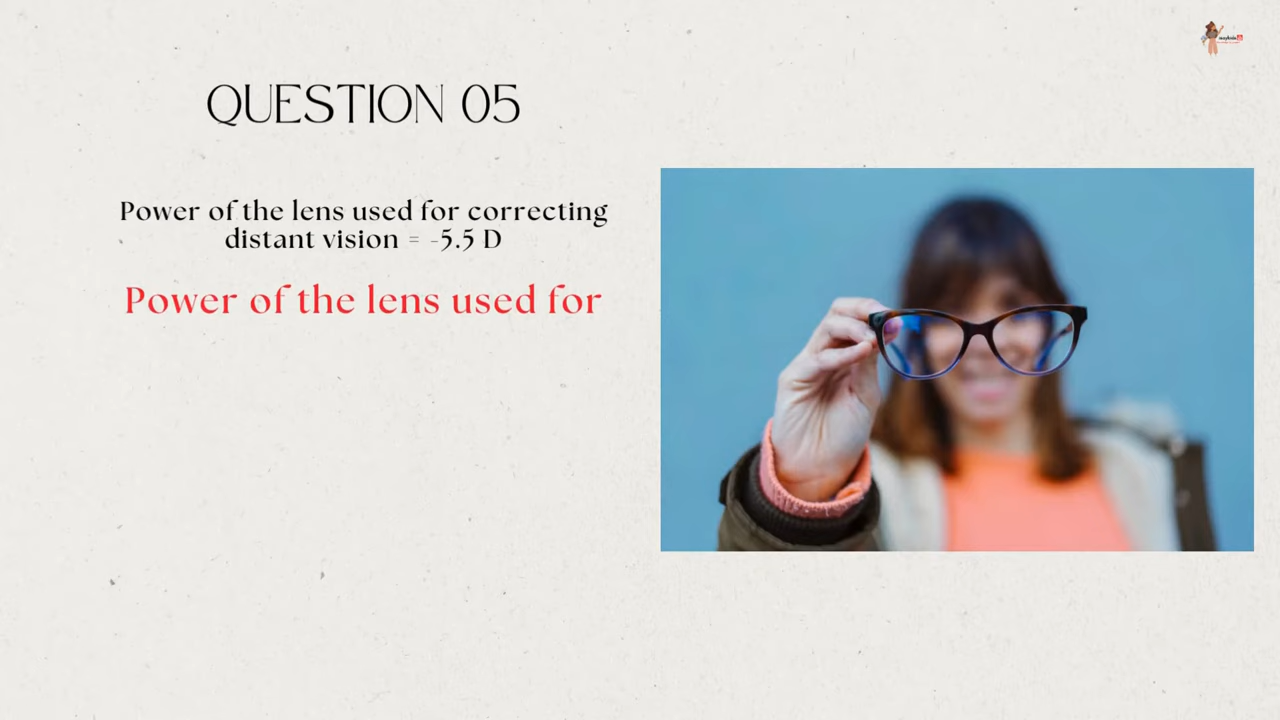 QUESTION 05
Power of the lens used for correcting
distant vision = -5.5 D
Power of the lens used for